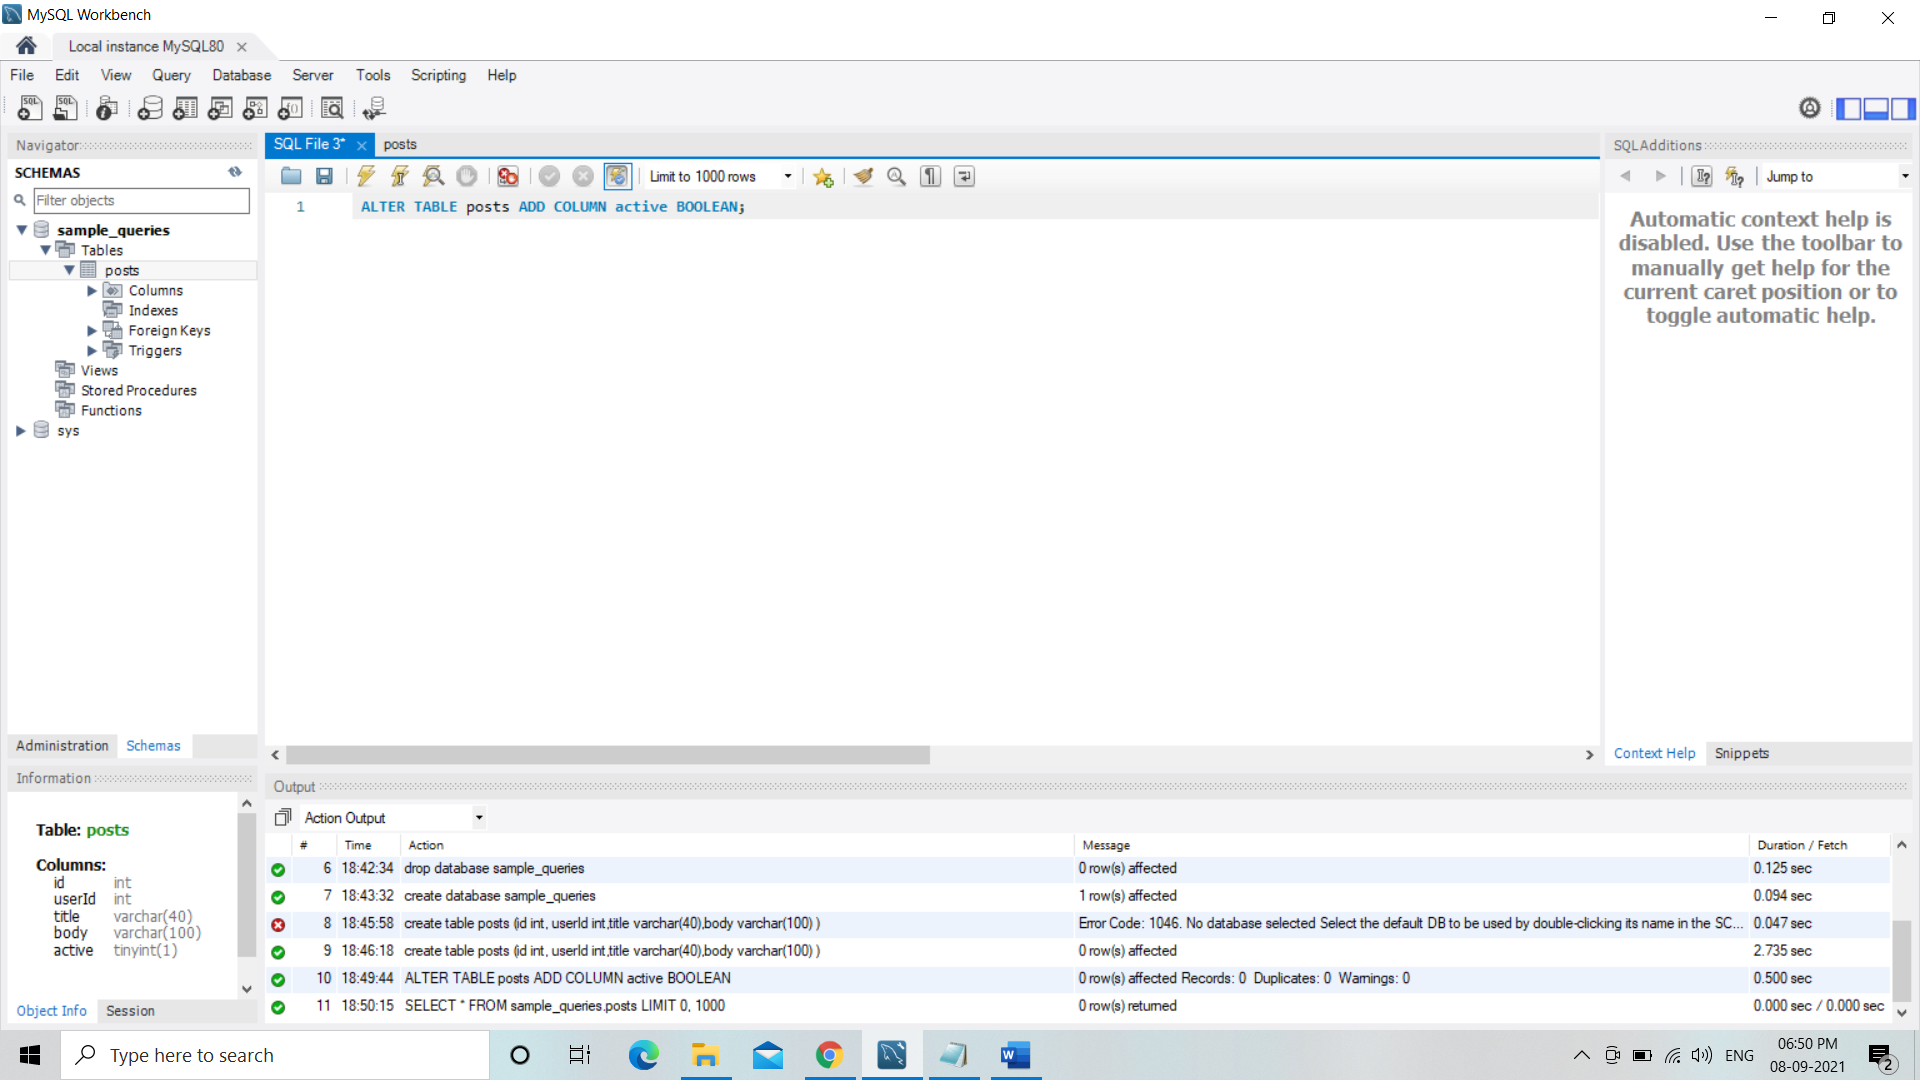 MySQL Workbench
Local instance MySQL80
File Edit View Query Database Server Tools Scripting Help
Navigator
SCHEMAS
Filter objects
sample_queries
Tables
posts
Columns
Indexes
Foreign Keys
Triggers
Views
Stored Procedures
Functions
sys
Administration Schemas
Information
Table: posts
Columns:
id int
userId int
title varchar(40)
body varchar(100)
active tinyint(1)
Object Info Session
SQL File 3* posts
Limit to 1000 rows
1 ALTER TABLE posts ADD COLUMN active BOOLEAN;
SQLAdditions
Jump to
Automatic context help is
disabled. Use the toolbar to
manually get help for the
current caret position or to
toggle automatic help.
Context Help Snippets
Output
Action Output
# Time Action Message Duration / Fetch
6 18:42:34 drop database sample_queries 0 row(s) affected 0.125 sec
7 18:43:32 create database sample_queries 1 row(s) affected 0.094 sec
8 18:45:58 create table posts (id int, userId int,title varchar(40),body varchar(100) ) Error Code: 1046. No database selected Select the default DB to be used by double-clicking its name in the SC... 0.047 sec
9 18:46:18 create table posts (id int, userId int,title varchar(40),body varchar(100) ) 0 row(s) affected 2.735 sec
10 18:49:44 ALTER TABLE posts ADD COLUMN active BOOLEAN 0 row(s) affected Records: 0 Duplicates: 0 Warnings: 0 0.500 sec
11 18:50:15 SELECT * FROM sample_queries.posts LIMIT 0, 1000 0 row(s) returned 0.000 sec / 0.000 sec
Type here to search
ENG
06:50 PM
08-09-2021
2